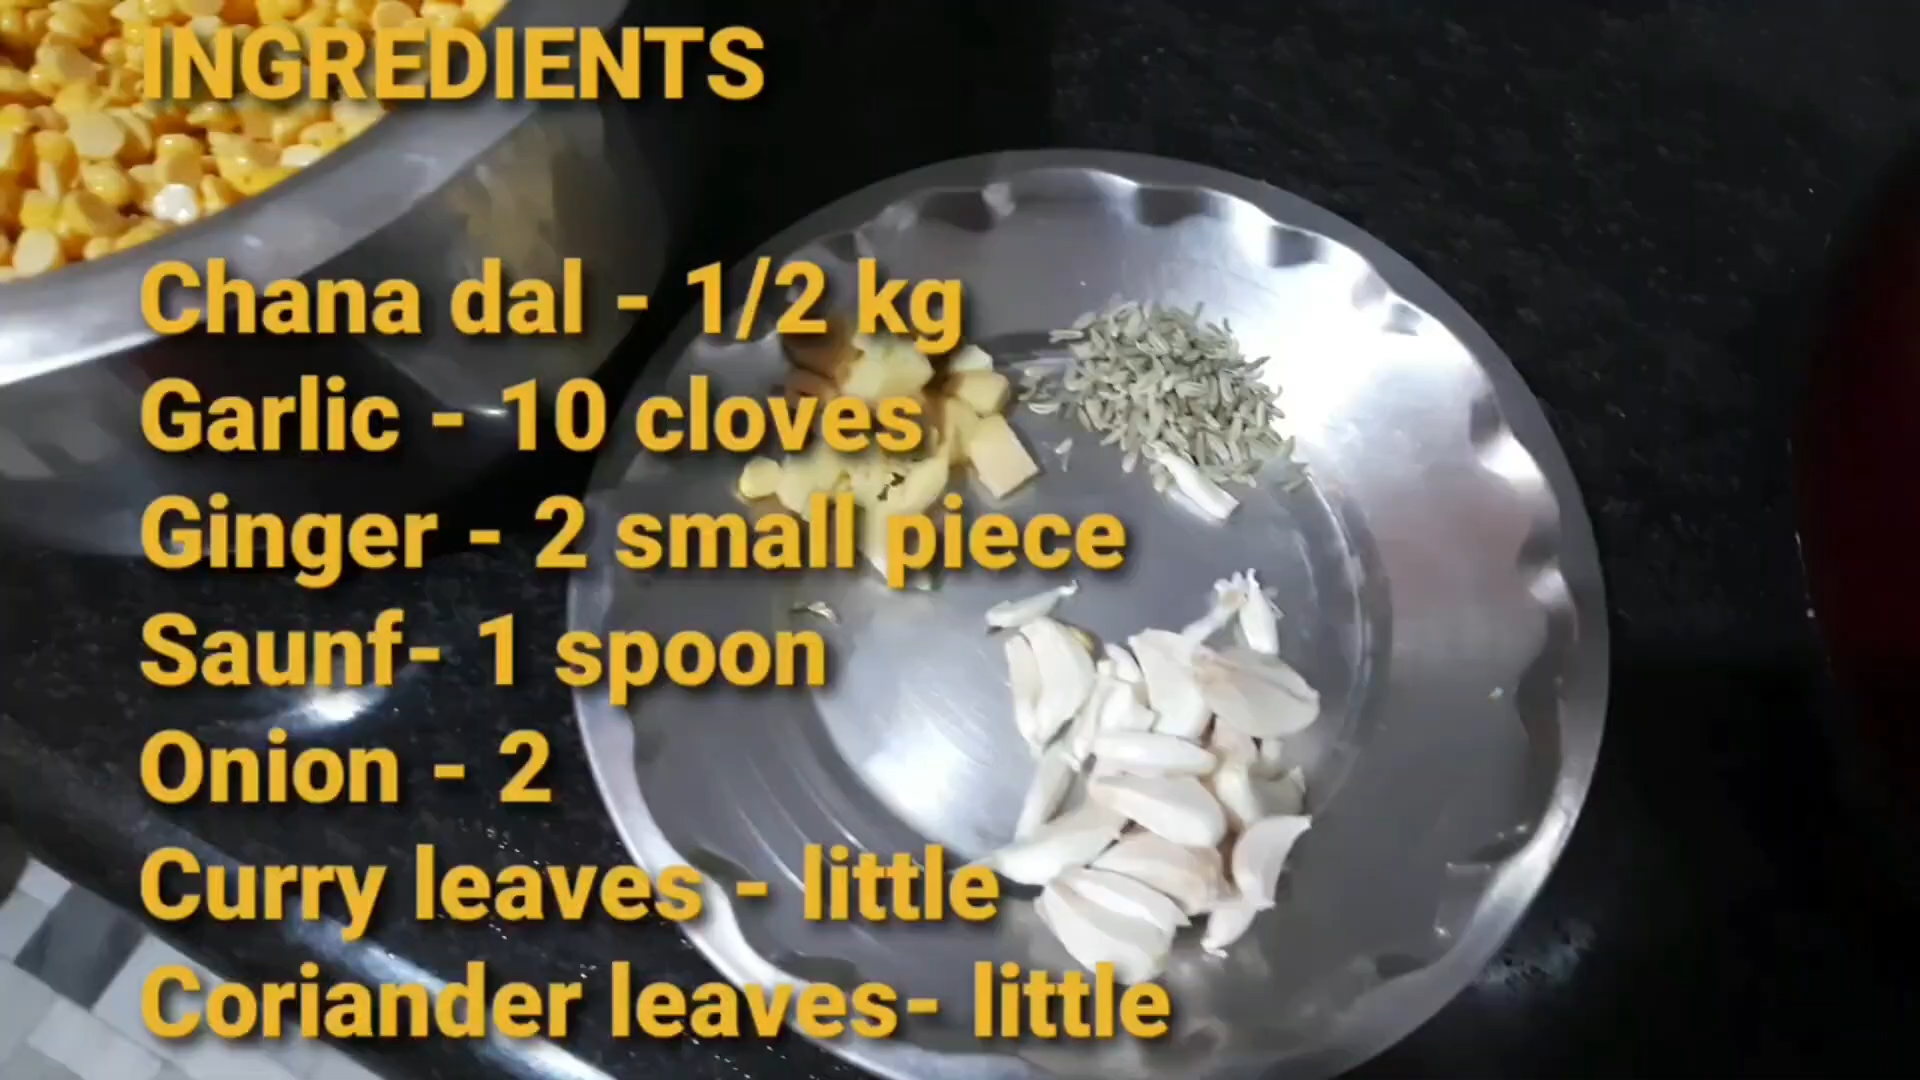 INGREDIENTS
Chana dal - 1/2 kg
Garlic - 10 cloves
Ginger - 2 small piece
Saunf- 1 spoon
Onion - 2
Curry leaves - little
Coriander leaves- little